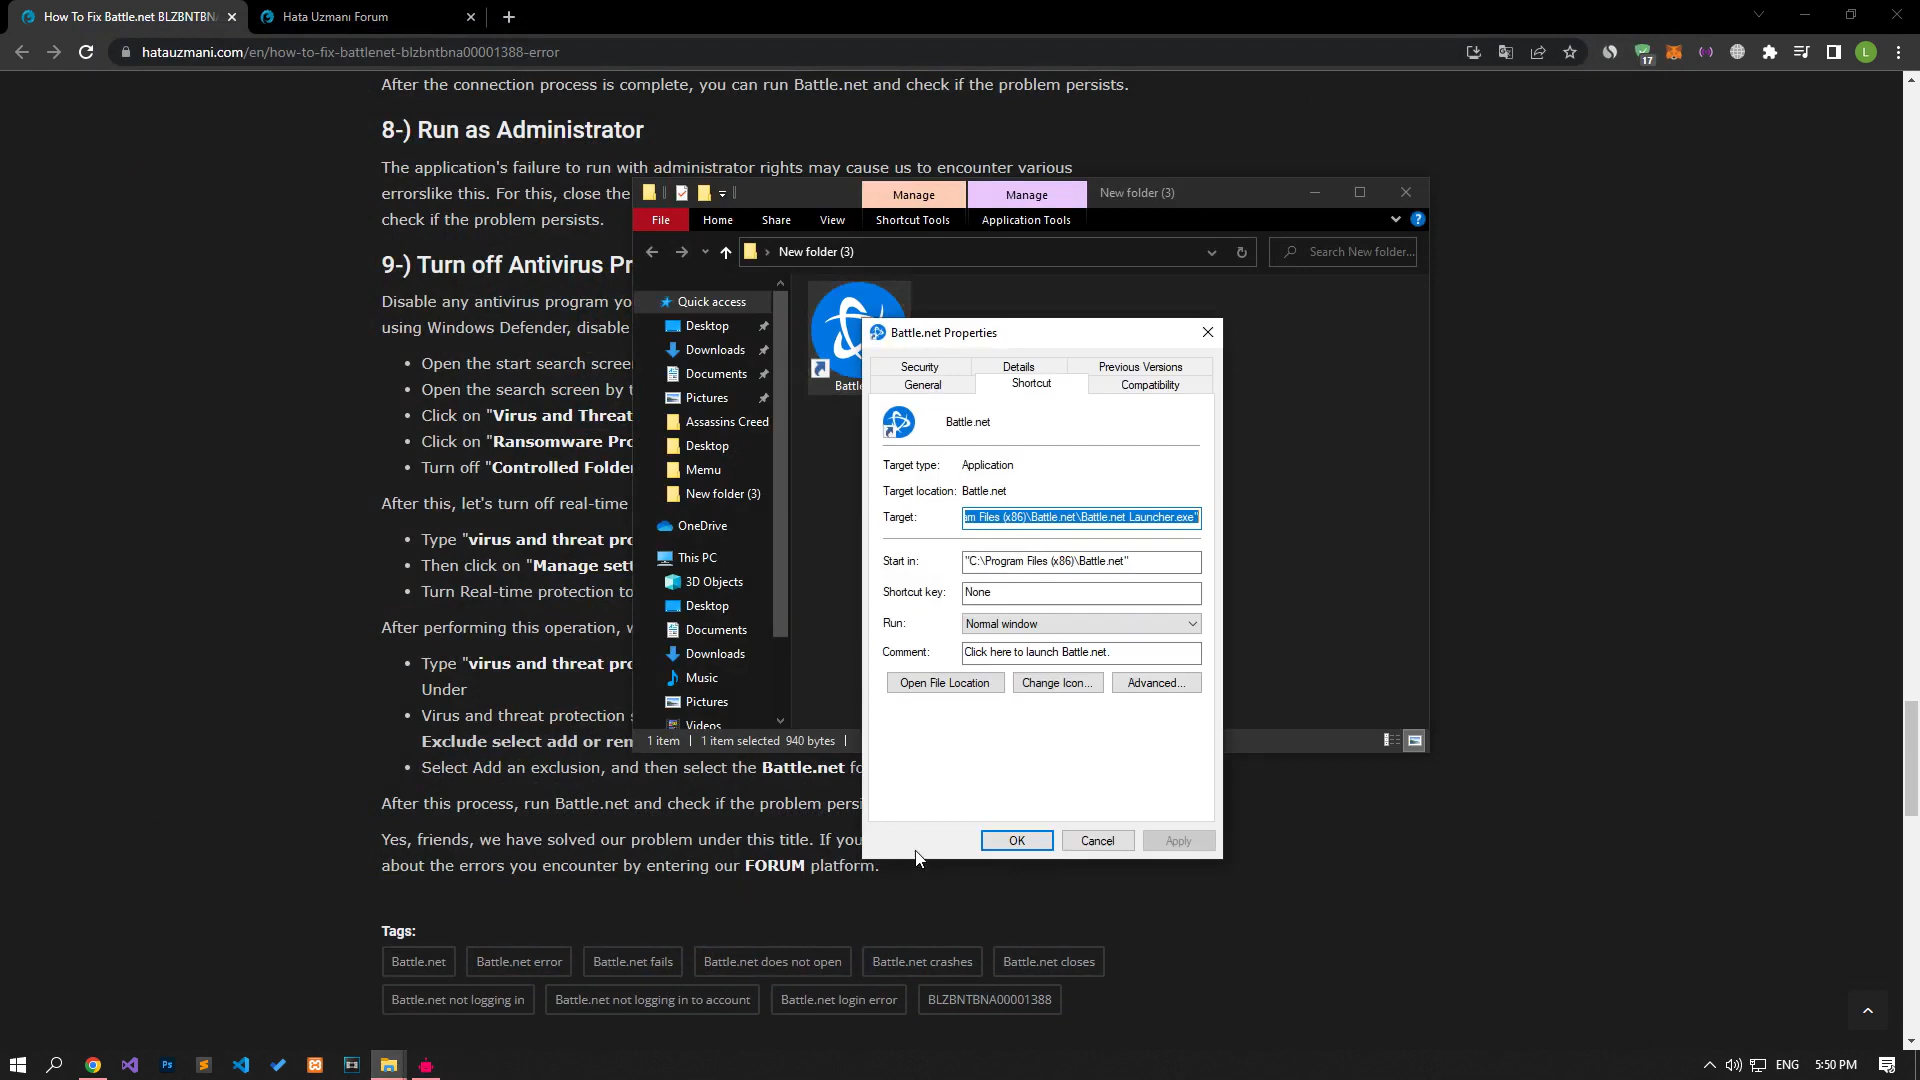 How To Fix Battle.net BLZBNTBN
Hata Uzmanı Forum
hatauzmani.com/en/how-to-fix-battlenet-blzbntbna00001388-error
17
L
After the connection process is complete, you can run Battle.net and check if the problem persists.
8-) Run as Administrator
The application's failure to run with administrator rights may cause us to encounter various
errorslike this. For this, close the
check if the problem persists.
9-) Turn off Antivirus Pr
Disable any antivirus program yo
using Windows Defender, disable
• Open the start search scree
• Open the search screen by t
• Click on "Virus and Threat
• Click on "Ransomware Pro
• Turn off "Controlled Folder
After this, let's turn off real-time
• Type "virus and threat pro
• Then click on "Manage sett
• Turn Real-time protection to
After performing this operation, w
• Type "virus and threat pro
Under
• Virus and threat protection s
Exclude select add or rem
• Select Add an exclusion, and then select the Battle.net fo
After this process, run Battle.net and check if the problem persi
Yes, friends, we have solved our problem under this title. If you
about the errors you encounter by entering our FORUM platform.
Tags:
Battle.net
Battle.net error
Battle.net fails
Battle.net does not open
Battle.net crashes
Battle.net closes
Battle.net not logging in
Battle.net not logging in to account
Battle.net login error
BLZBNTBNA00001388
Manage
Manage
New folder (3)
File
Home
Share
View
Shortcut Tools
Application Tools
New folder (3)
Search New folder...
Quick access
Desktop
Downloads
Documents
Pictures
Assassins Creed
Desktop
Memu
New folder (3)
OneDrive
This PC
3D Objects
Desktop
Documents
Downloads
Music
Pictures
Videos
Battle
1 item
1 item selected 940 bytes
Battle.net Properties
Security
Details
Previous Versions
General
Shortcut
Compatibility
Battle.net
Target type: Application
Target location: Battle.net
Target: am Files (x86)\Battle.net\Battle.net Launcher.exe"
Start in: "C:\Program Files (x86)\Battle.net"
Shortcut key: None
Run: Normal window
Comment: Click here to launch Battle.net.
Open File Location
Change Icon...
Advanced...
OK
Cancel
Apply
Ps
ENG
5:50 PM